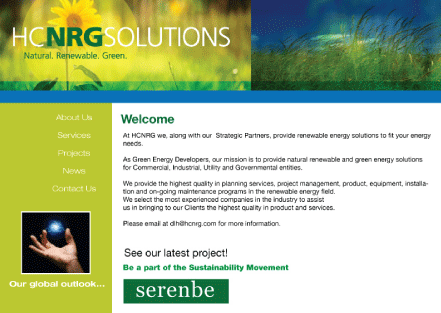 HCNRGSOLUTIONS
Natural. Renewable. Green.
About Us
Services
Projects
News
Contact Us
Our global outlook...
Welcome
At HCNRG we, along with our Strategic Partners, provide renewable energy solutions to fit your energy
needs.
As Green Energy Developers, our mission is to provide natural renewable and green energy solutions
for Commercial, Industrial, Utility and Governmental entities.
We provide the highest quality in planning services, project management, product, equipment, installa-
tion and on-going maintenance programs in the renewable energy field.
We select the most experienced companies in the industry to assist
us in bringing to our Clients the highest quality in product and services.
Please email at dlh@hcnrg.com for more information.
See our latest project!
Be a part of the Sustainability Movement
serenbe